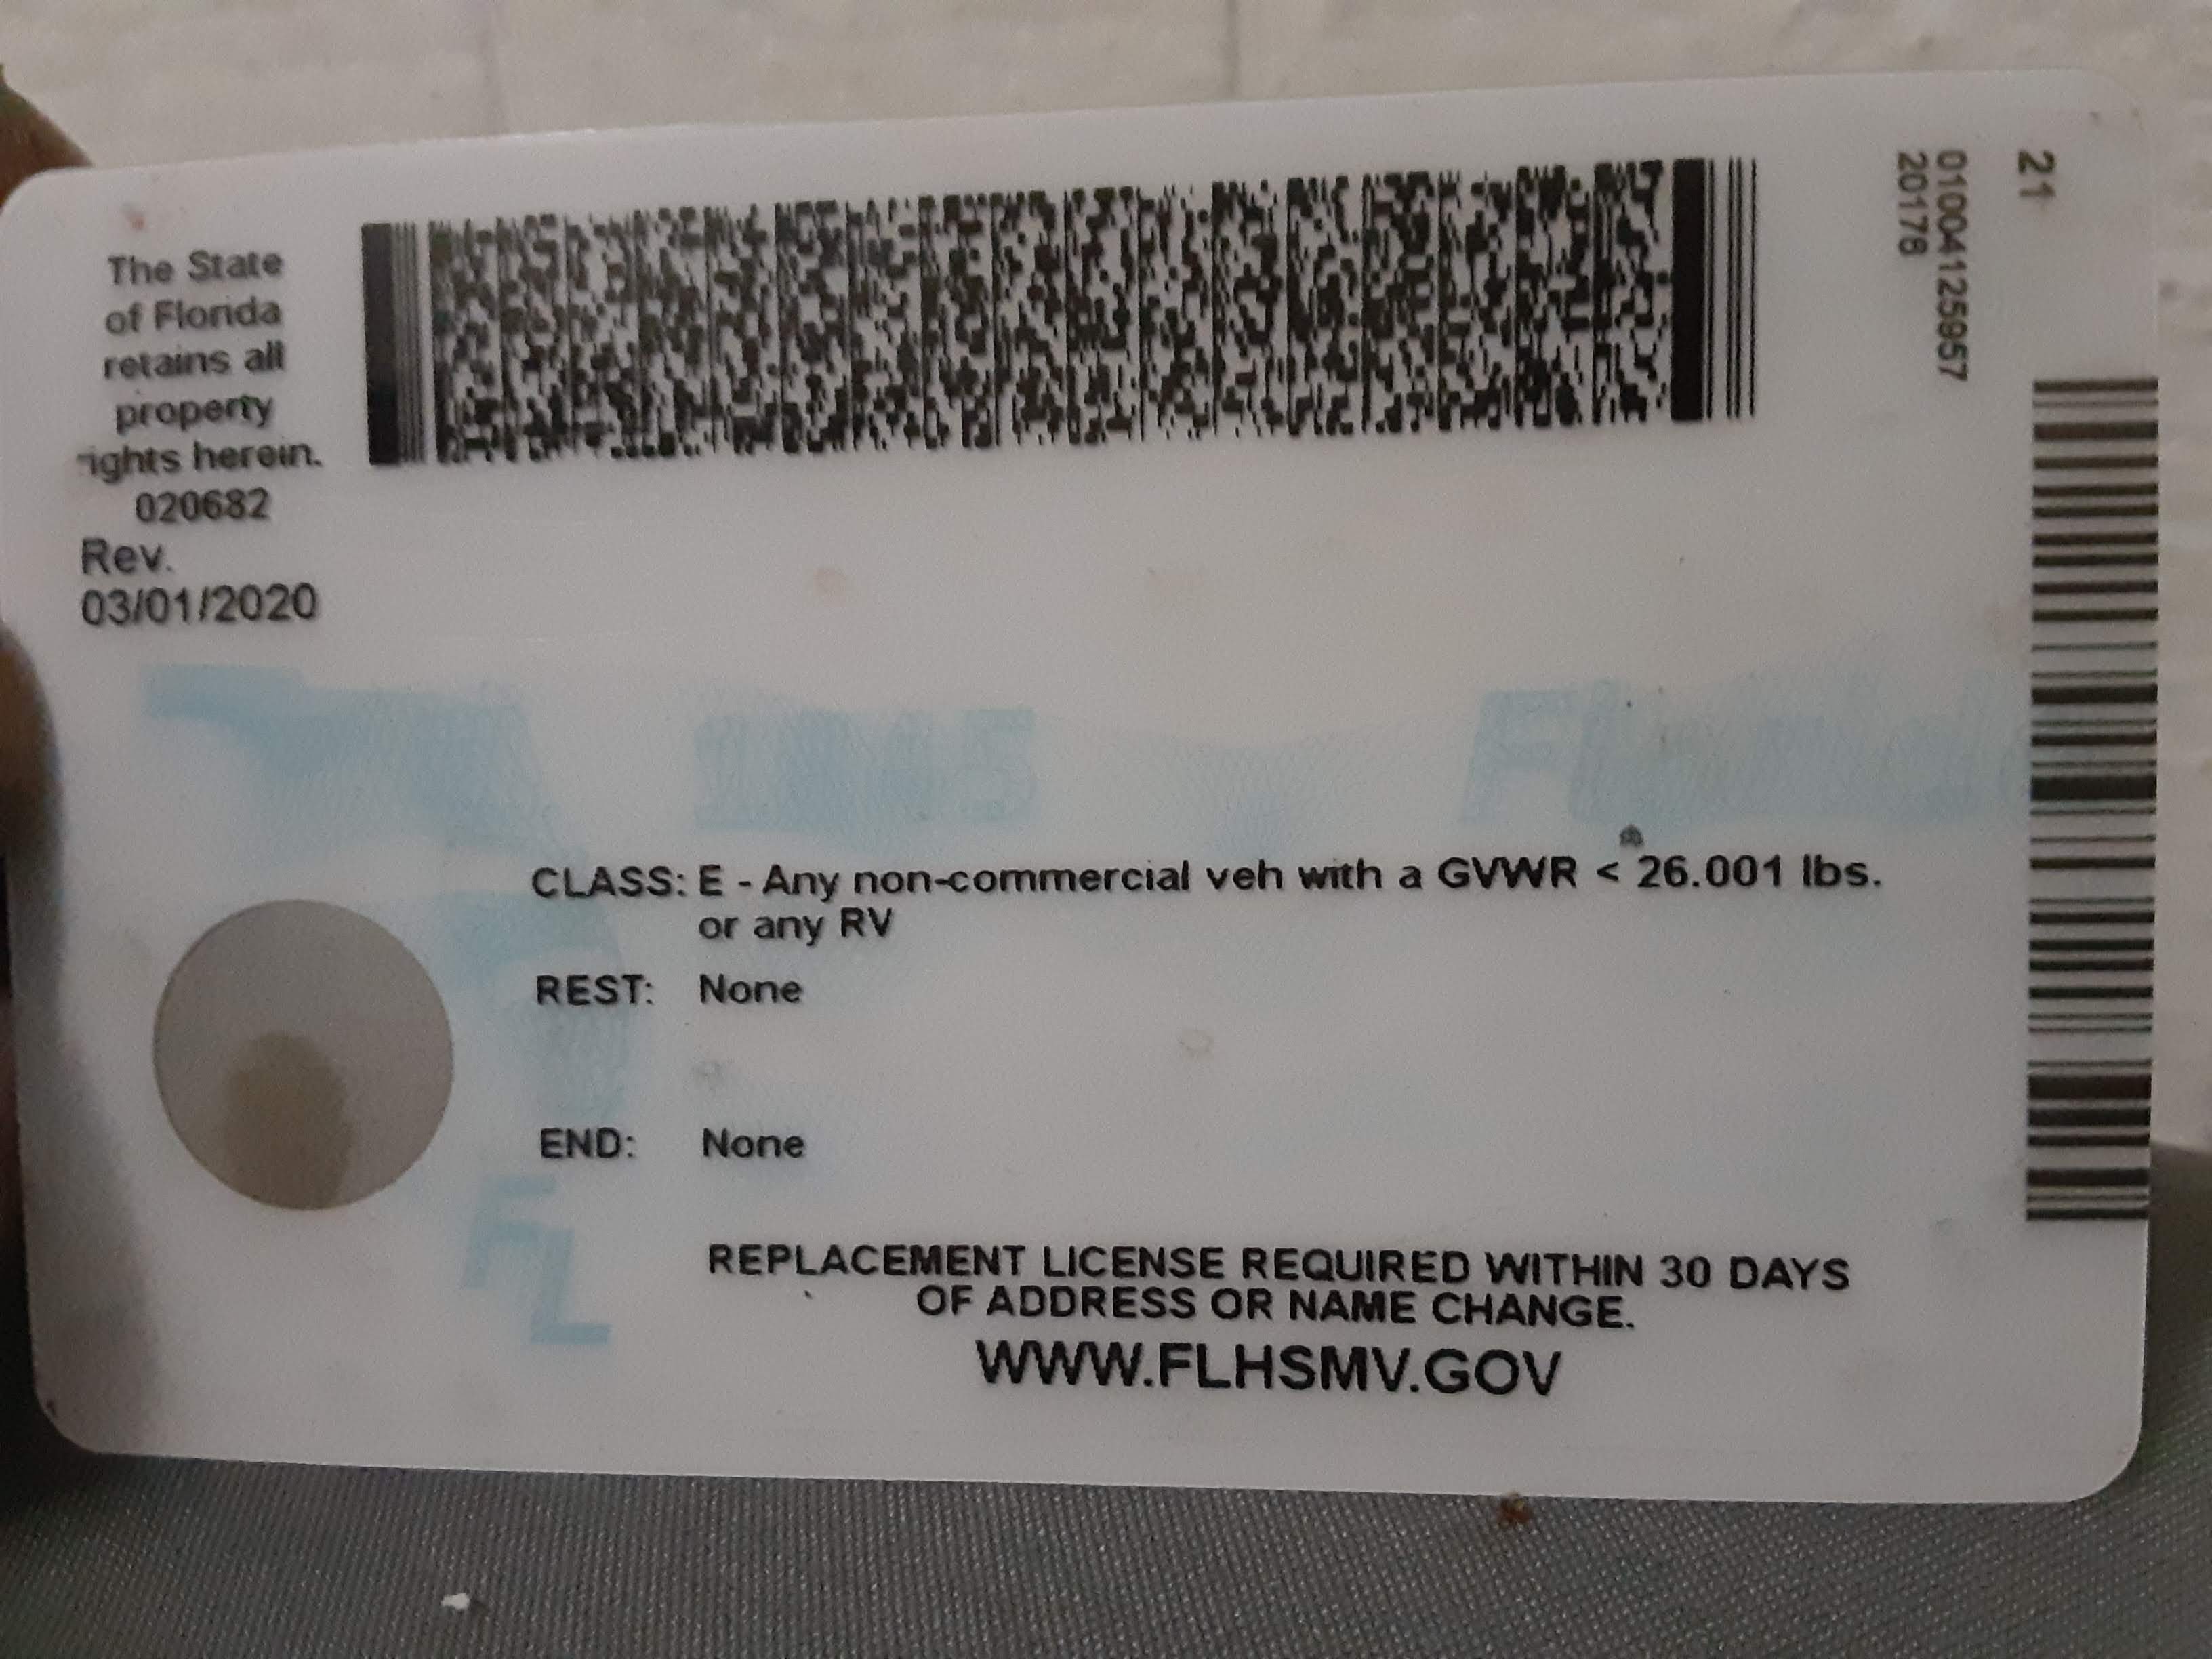 The State
of Florida
retains all
property
rights herein.
020682
Rev.
03/01/2020
21
0100412595​7
20178
CLASS: E - Any non-commercial veh with a GVWR < 26.001 lbs.
or any RV
REST: None
END: None
FL
REPLACEMENT LICENSE REQUIRED WITHIN 30 DAYS
OF ADDRESS OR NAME CHANGE.
WWW.FLHSMV.GOV